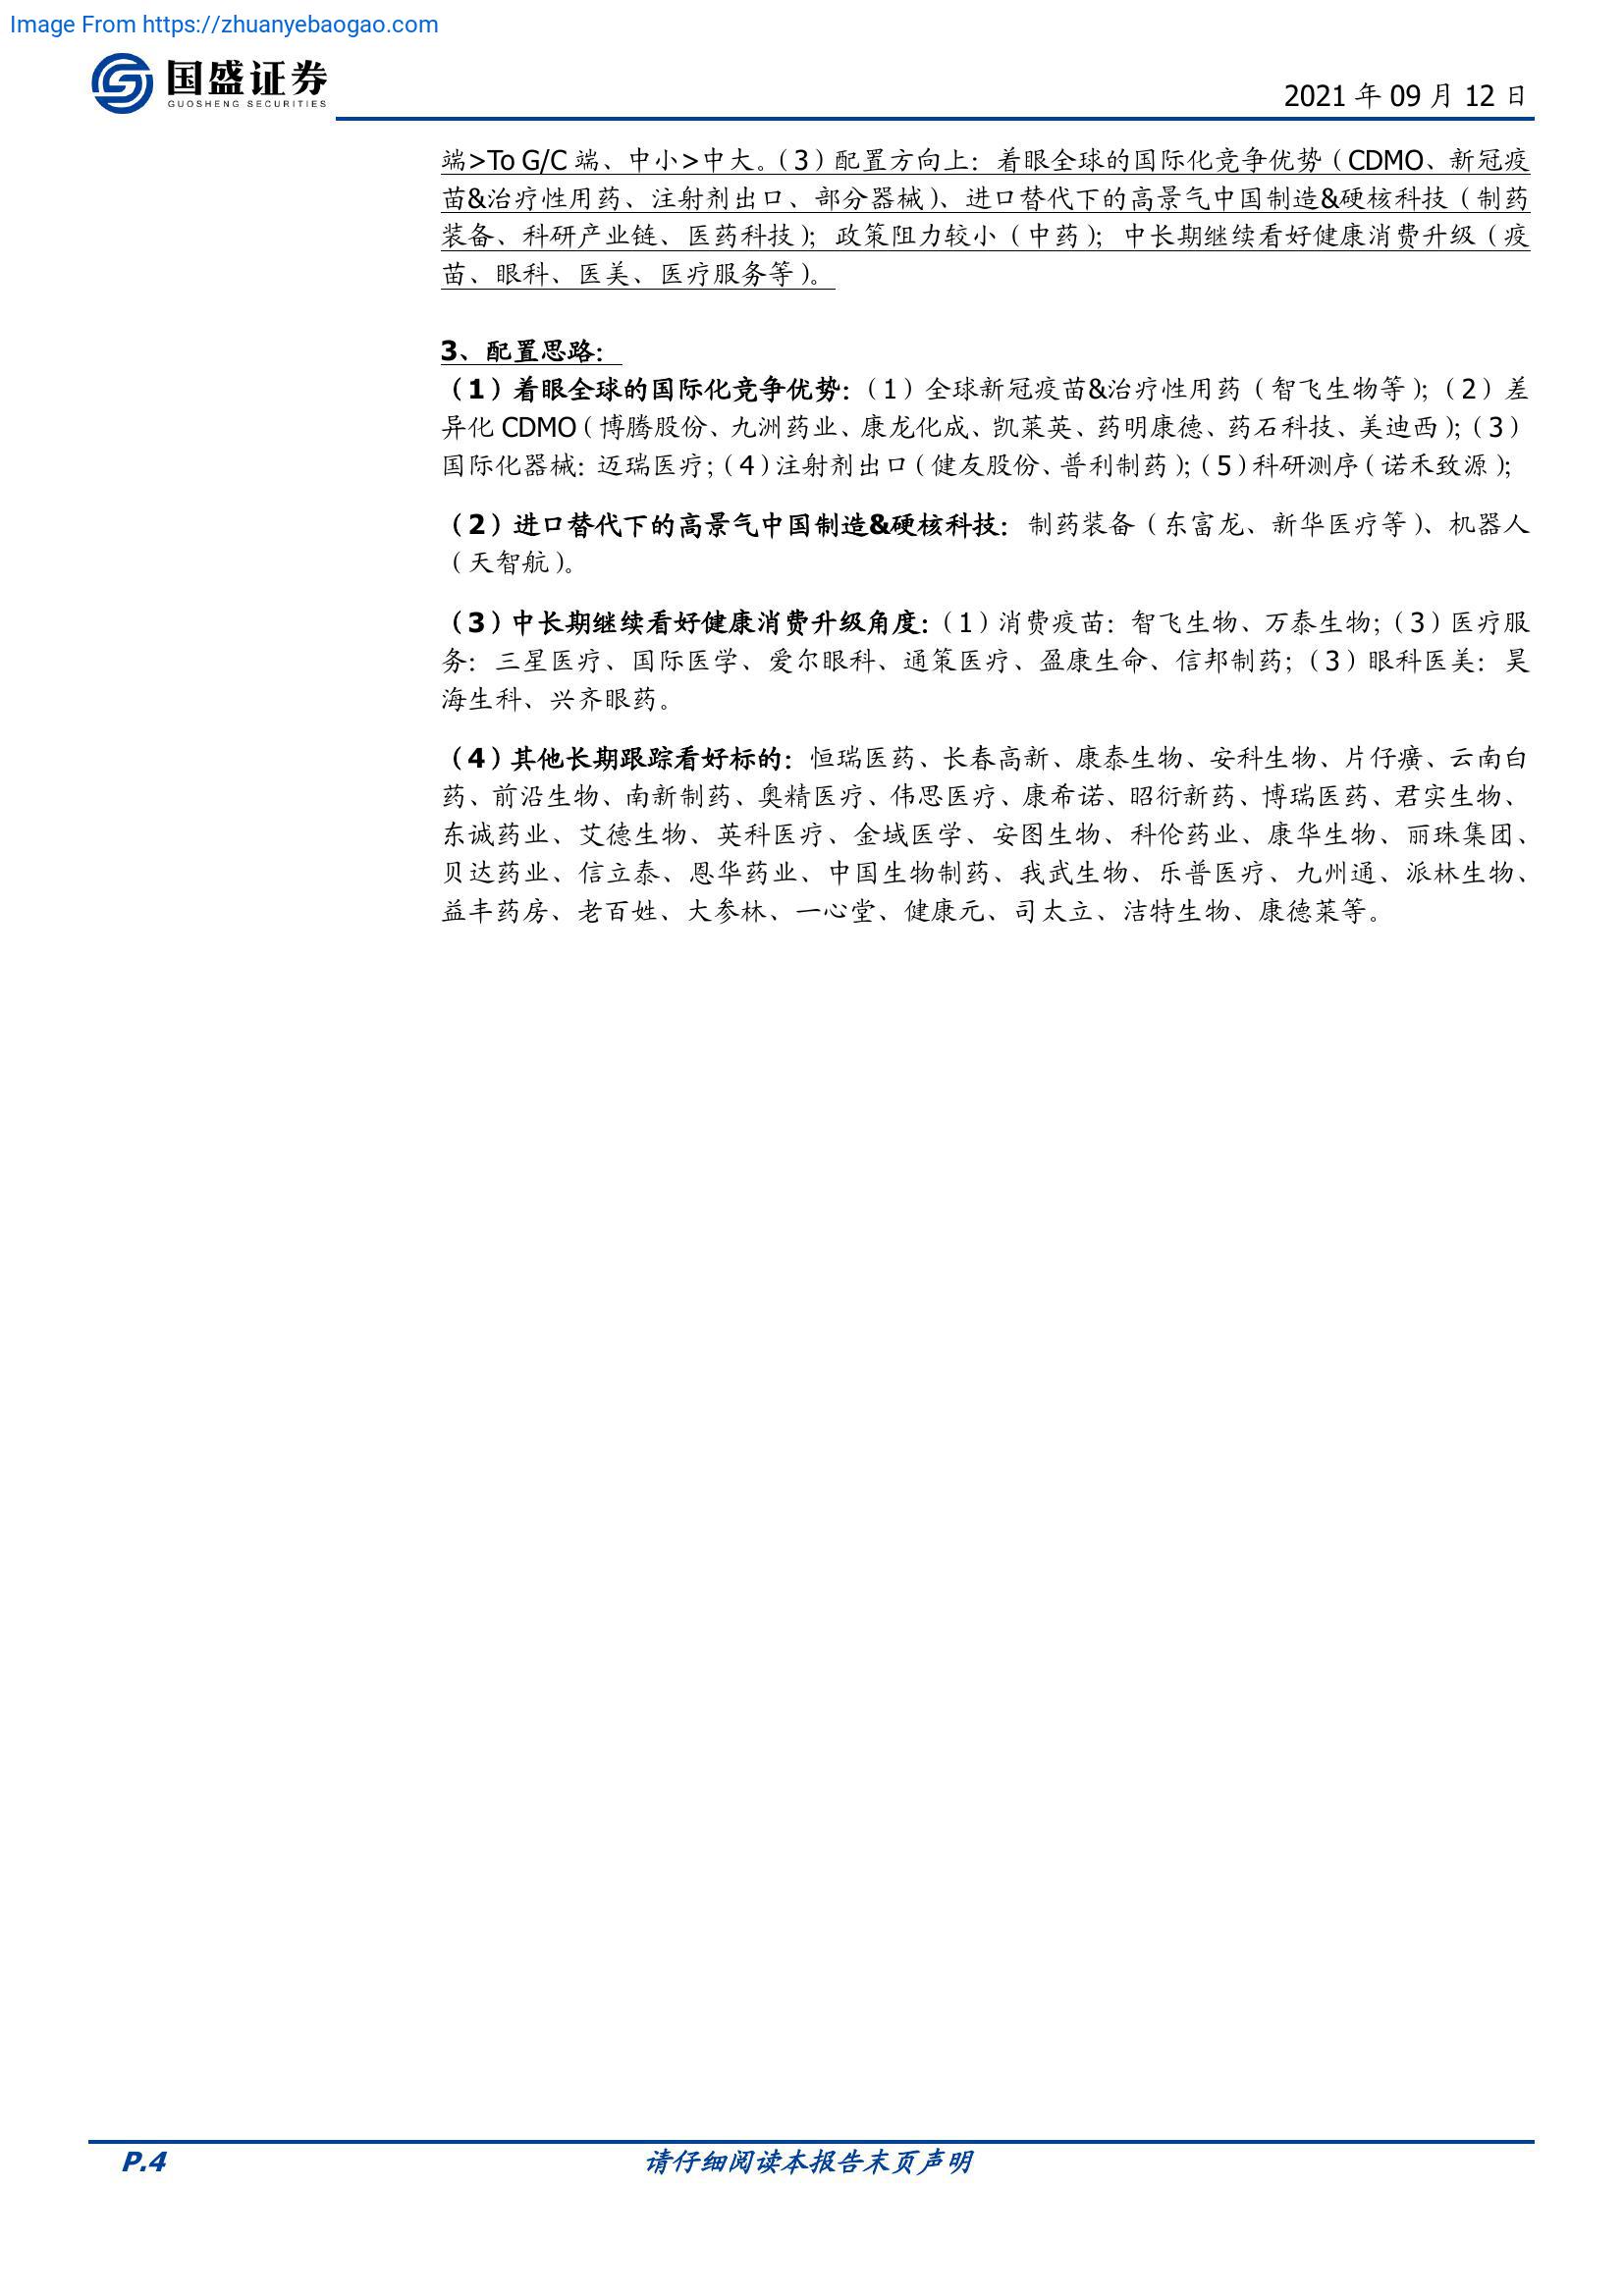 Image From https://zhuanyebaogao.com
国盛证券
GUOSHENG SECURITIES
2021 年 09 月 12 日
端>To G/C 端、中小>中大。（3）配置方向上：着眼全球的国际化竞争优势（CDMO、新冠疫
苗&治疗性用药、注射剂出口、部分器械）、进口替代下的高景气中国制造&硬核科技（制药
装备、科研产业链、医药科技）；政策阻力较小（中药）；中长期继续看好健康消费升级（疫
苗、眼科、医美、医疗服务等）。
3、配置思路：
（1）着眼全球的国际化竞争优势：（1）全球新冠疫苗&治疗性用药（智飞生物等）；（2）差
异化 CDMO（博腾股份、九洲药业、康龙化成、凯莱英、药明康德、药石科技、美迪西）；（3）
国际化器械：迈瑞医疗；（4）注射剂出口（健友股份、普利制药）；（5）科研测序（诺禾致源）；
（2）进口替代下的高景气中国制造&硬核科技：制药装备（东富龙、新华医疗等）、机器人
（天智航）。
（3）中长期继续看好健康消费升级角度：（1）消费疫苗：智飞生物、万泰生物；（3）医疗服
务：三星医疗、国际医学、爱尔眼科、通策医疗、盈康生命、信邦制药；（3）眼科医美：昊
海生科、兴齐眼药。
（4）其他长期跟踪看好标的：恒瑞医药、长春高新、康泰生物、安科生物、片仔癀、云南白
药、前沿生物、南新制药、奥精医疗、伟思医疗、康希诺、昭衍新药、博瑞医药、君实生物、
东诚药业、艾德生物、英科医疗、金域医学、安图生物、科伦药业、康华生物、丽珠集团、
贝达药业、信立泰、恩华药业、中国生物制药、我武生物、乐普医疗、九州通、派林生物、
益丰药房、老百姓、大参林、一心堂、健康元、司太立、洁特生物、康德莱等。
P.4
请仔细阅读本报告末页声明